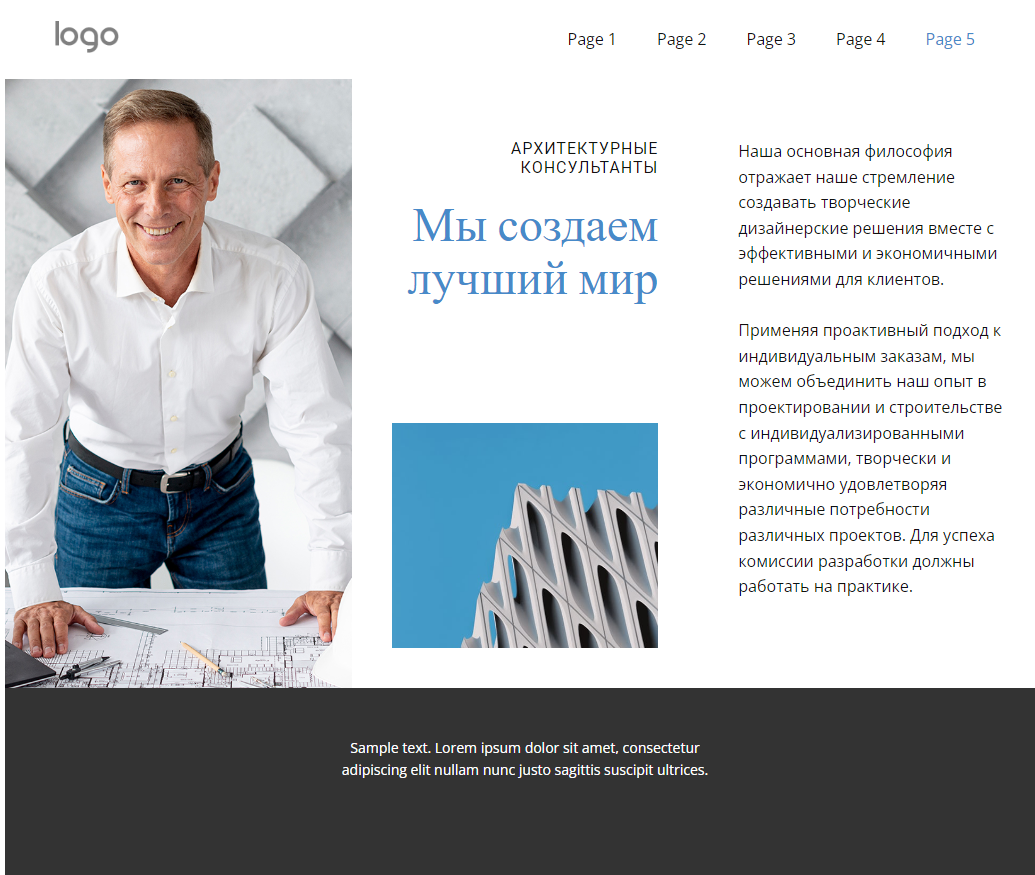 logo
Page 1
Page 2
Page 3
Page 4
Page 5
АРХИТЕКТУРНЫЕ
КОНСУЛЬТАНТЫ
Мы создаем
лучший мир
Наша основная философия
отражает наше стремление
создавать творческие
дизайнерские решения вместе с
эффективными и экономичными
решениями для клиентов.
Применяя проактивный подход к
индивидуальным заказам, мы
можем объединить наш опыт в
проектировании и строительстве
с индивидуализированными
программами, творчески и
экономично удовлетворяя
различные потребности
различных проектов. Для успеха
комиссии разработки должны
работать на практике.
Sample text. Lorem ipsum dolor sit amet, consectetur
adipiscing elit nullam nunc justo sagittis suscipit ultrices.